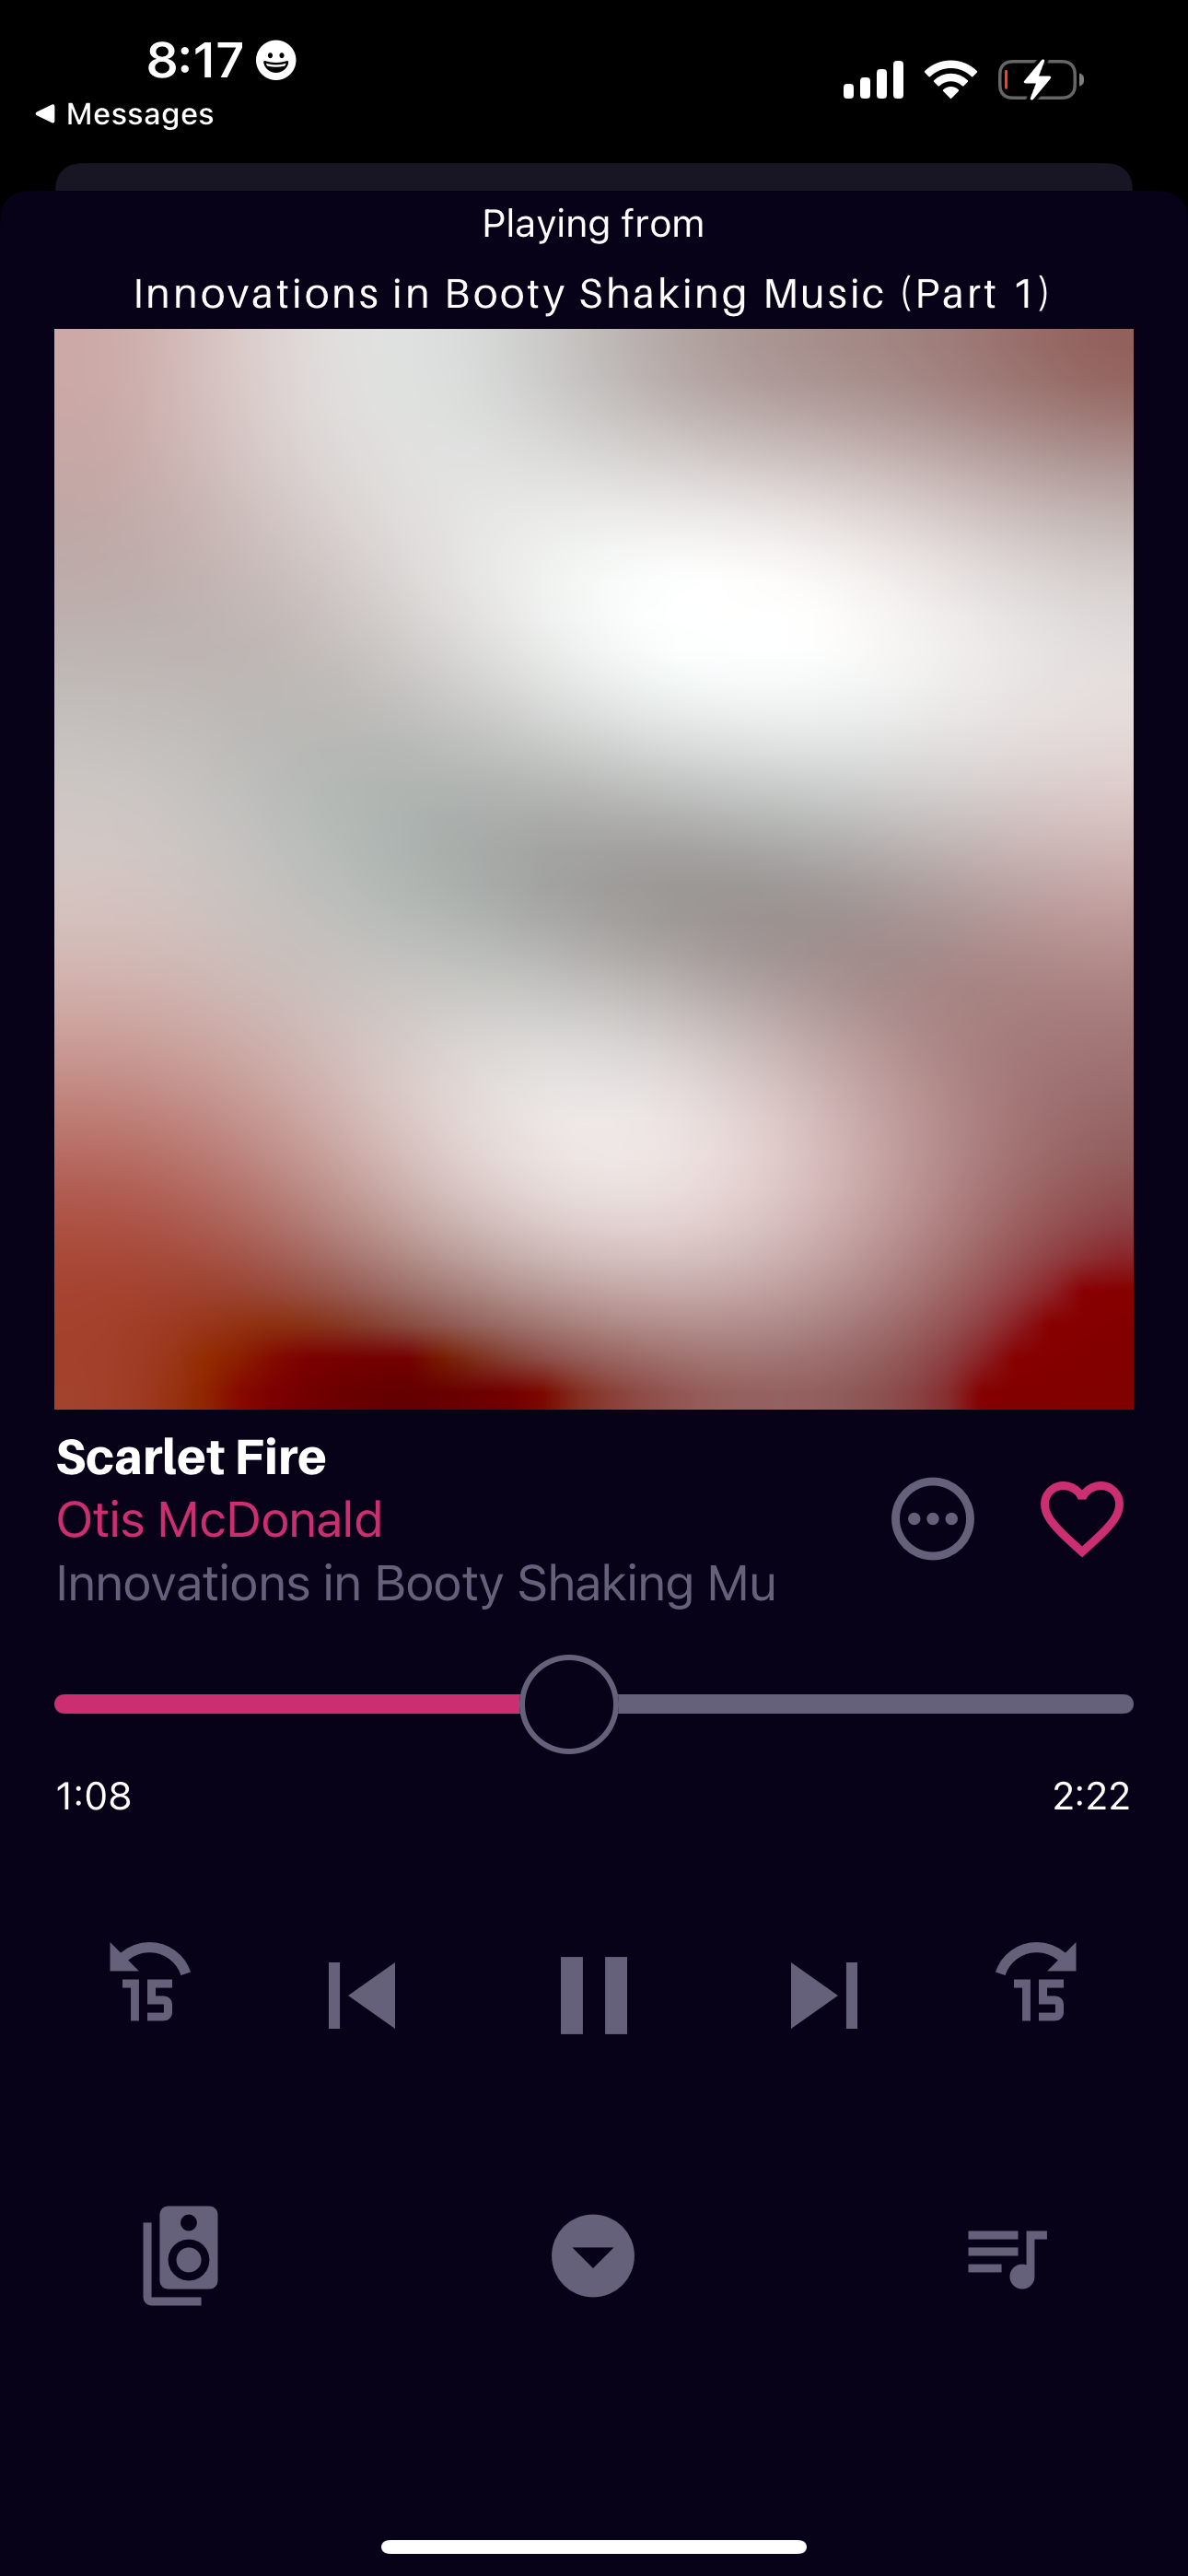 8:17
Messages
Playing from
Innovations in Booty Shaking Music (Part 1)
Scarlet Fire
Otis McDonald
Innovations in Booty Shaking Mu
1:08 2:22
15 15